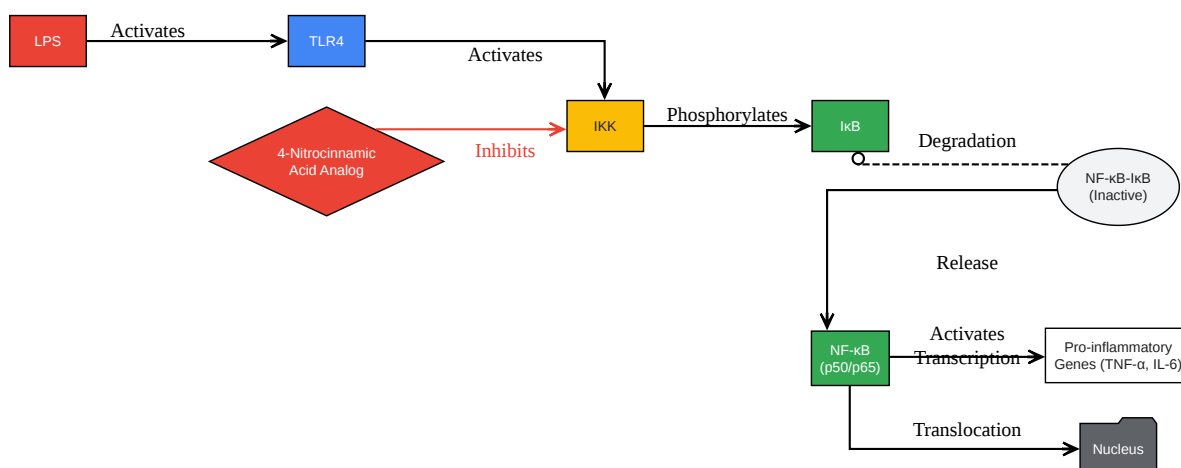 LPS
Activates
TLR4
Activates
4-Nitrocinnamic
Acid Analog
Inhibits
IKK
Phosphorylates
IκB
Degradation
NF-κB-IκB
(Inactive)
Release
NF-κB
(p50/p65)
Activates
Transcription
Pro-inflammatory
Genes (TNF-α, IL-6)
Translocation
Nucleus